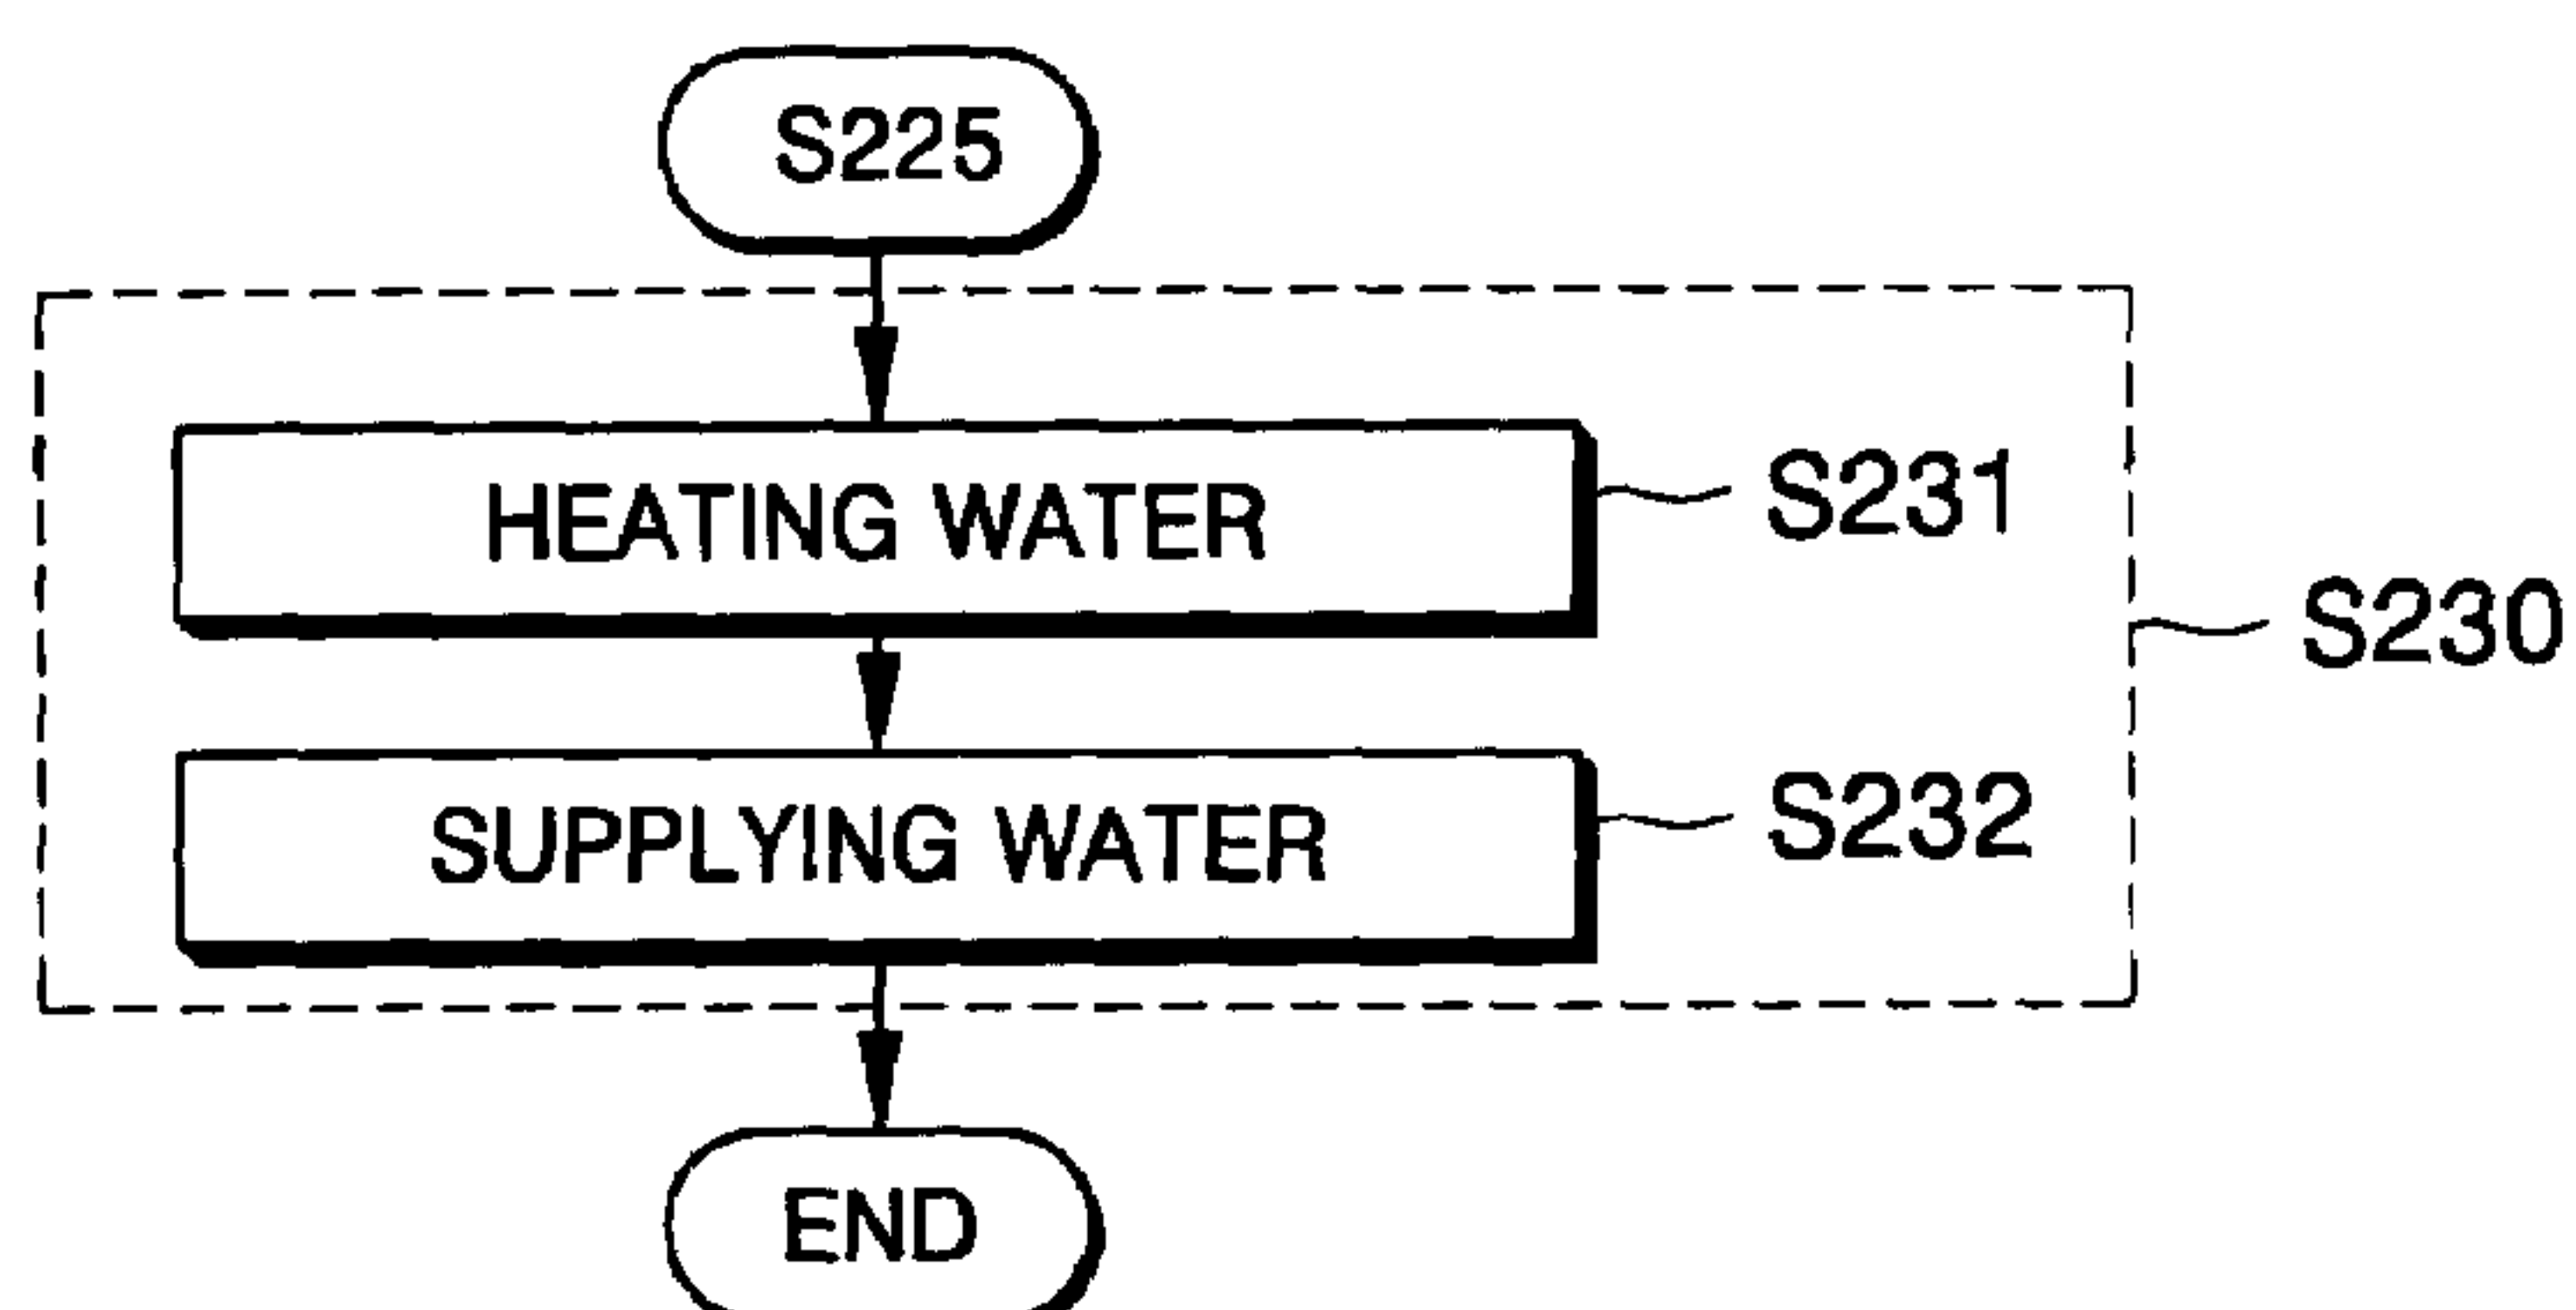 S225
HEATING WATER
S231
S230
SUPPLYING WATER
S232
END